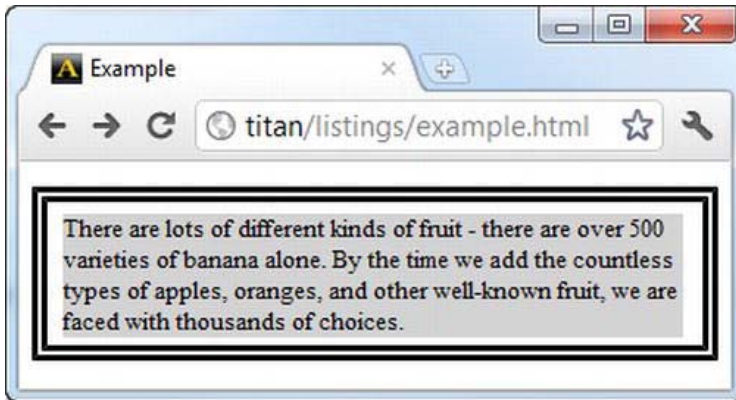 A Example
titan/listings/example.html
There are lots of different kinds of fruit - there are over 500
varieties of banana alone. By the time we add the countless
types of apples, oranges, and other well-known fruit, we are
faced with thousands of choices.